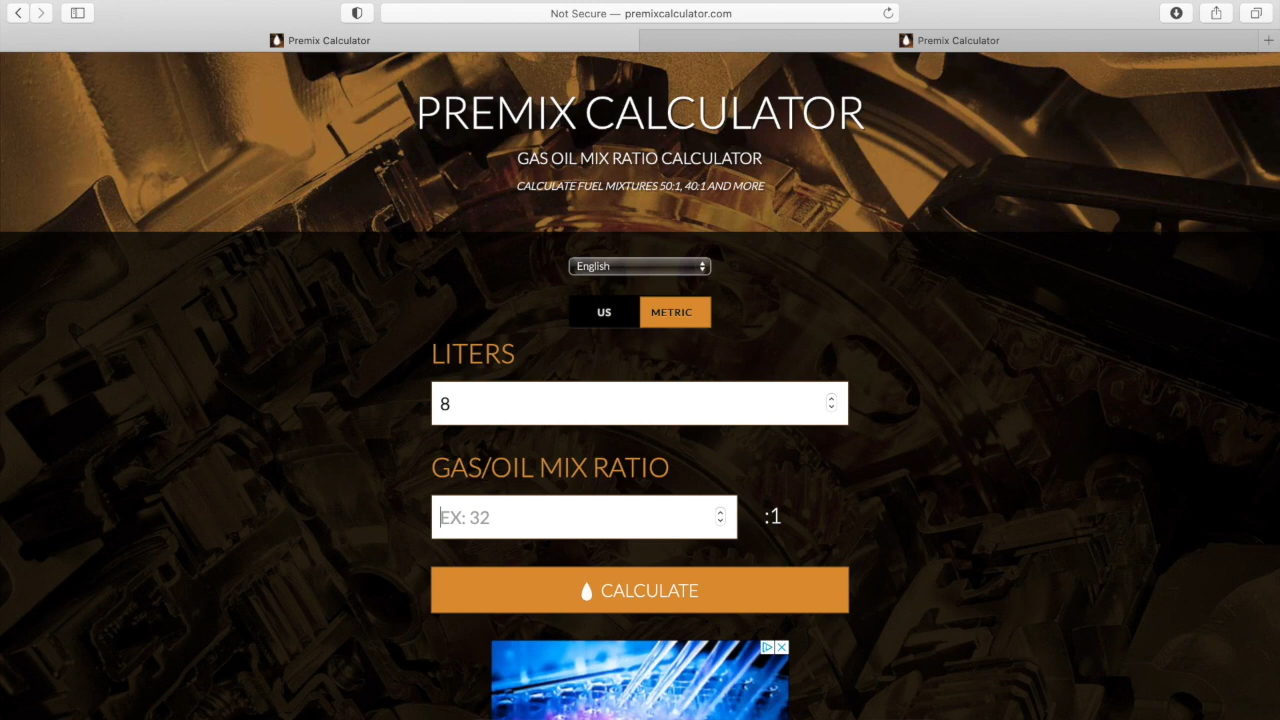 Not Secure — premixcalculator.com
Premix Calculator
Premix Calculator
PREMIX CALCULATOR
GAS OIL MIX RATIO CALCULATOR
CALCULATE FUEL MIXTURES 50:1, 40:1 AND MORE
English
US METRIC
LITERS
8
GAS/OIL MIX RATIO
EX: 32 :1
CALCULATE